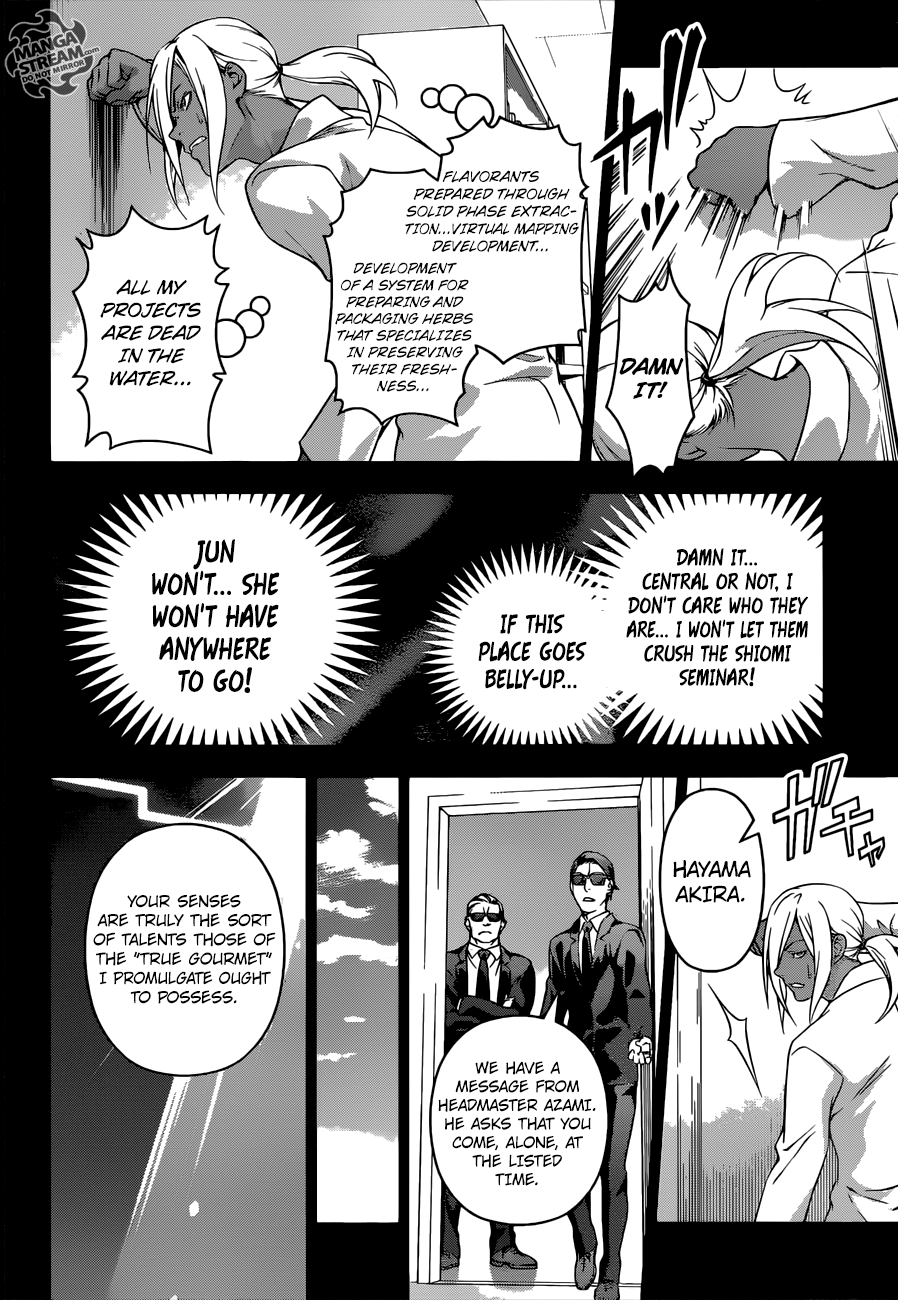 MANGA
STREAM.com
DO NOT MIRROR
ガッ
DAMN
IT!
FLAVORANTS
PREPARED THROUGH
SOLID PHASE EXTRAC-
TION...VIRTUAL MAPPING
DEVELOPMENT...
DEVELOPMENT
OF A SYSTEM FOR
PREPARING AND
PACKAGING HERBS
THAT SPECIALIZES
IN PRESERVING
THEIR FRESH-
NESS...
ALL MY
PROJECTS
ARE DEAD
IN THE
WATER...
DAMN IT...
CENTRAL OR NOT, I
DON'T CARE WHO THEY
ARE... I WON'T LET THEM
CRUSH THE SHIOMI
SEMINAR!
IF THIS
PLACE GOES
BELLY-UP...
JUN
WON'T... SHE
WON'T HAVE
ANYWHERE
TO GO!
ガチャ
HAYAMA
AKIRA.
WE HAVE A
MESSAGE FROM
HEADMASTER AZAMI.
HE ASKS THAT YOU
COME, ALONE, AT
THE LISTED
TIME.
YOUR SENSES
ARE TRULY THE SORT
OF TALENTS THOSE OF
THE "TRUE GOURMET"
I PROMULGATE OUGHT
TO POSSESS.